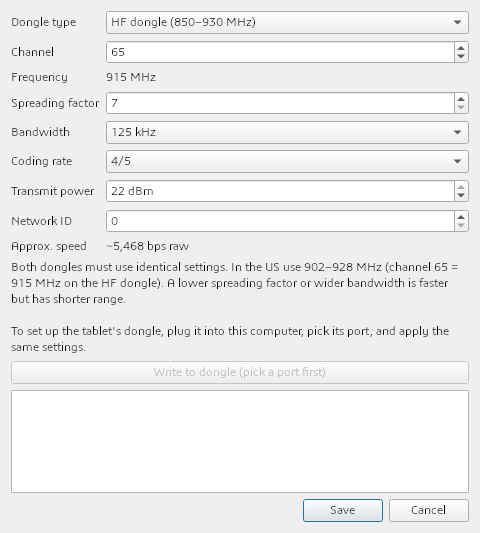 Dongle type HF dongle (850–930 MHz)
Channel 65
Frequency 915 MHz
Spreading factor 7
Bandwidth 125 kHz
Coding rate 4/5
Transmit power 22 dBm
Network ID 0
Approx. speed ~5,468 bps raw
Both dongles must use identical settings. In the US use 902–928 MHz (channel 65 =
915 MHz on the HF dongle). A lower spreading factor or wider bandwidth is faster
but has shorter range.
To set up the tablet's dongle, plug it into this computer, pick its port, and apply the
same settings.
Write to dongle (pick a port first)
Save Cancel